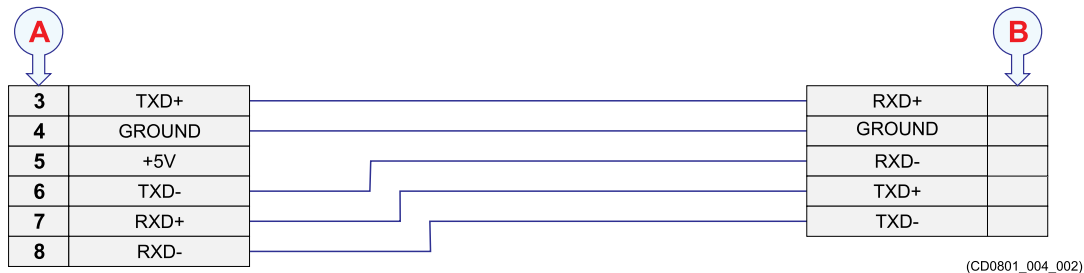 A B
3 TXD+ RXD+
4 GROUND GROUND
5 +5V RXD-
6 TXD- TXD+
7 RXD+ TXD-
8 RXD-
(CD0801_004_002)